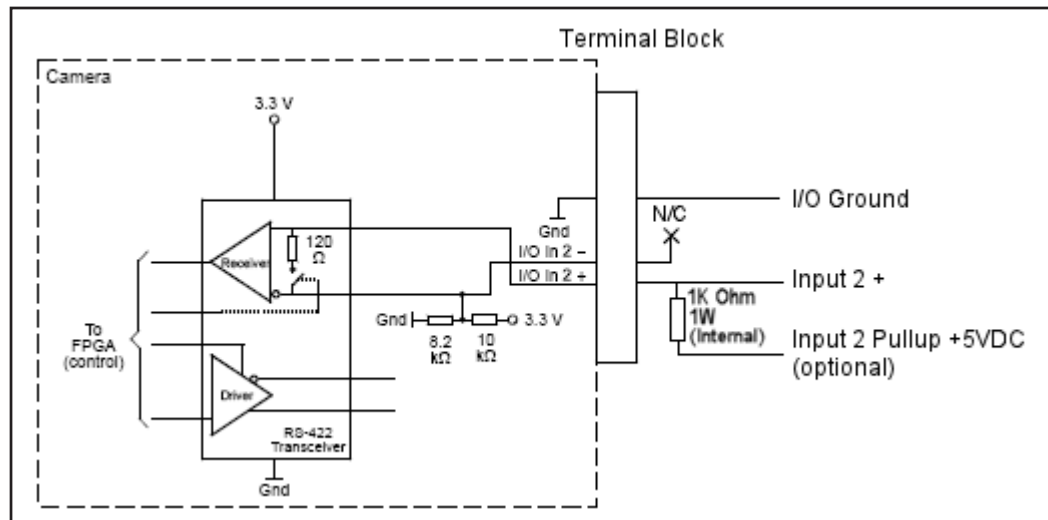 Terminal Block
Camera
3.3 V
I/O Ground
N/C
Gnd
120
Ω
Receiver
I/O In 2 –
I/O In 2 +
Input 2 +
1K Ohm
1W
(Internal)
Gnd
3.3 V
8.2
kΩ
10
kΩ
Input 2 Pullup +5VDC
(optional)
To
FPGA
(control)
Driver
RS-422
Transceiver
Gnd